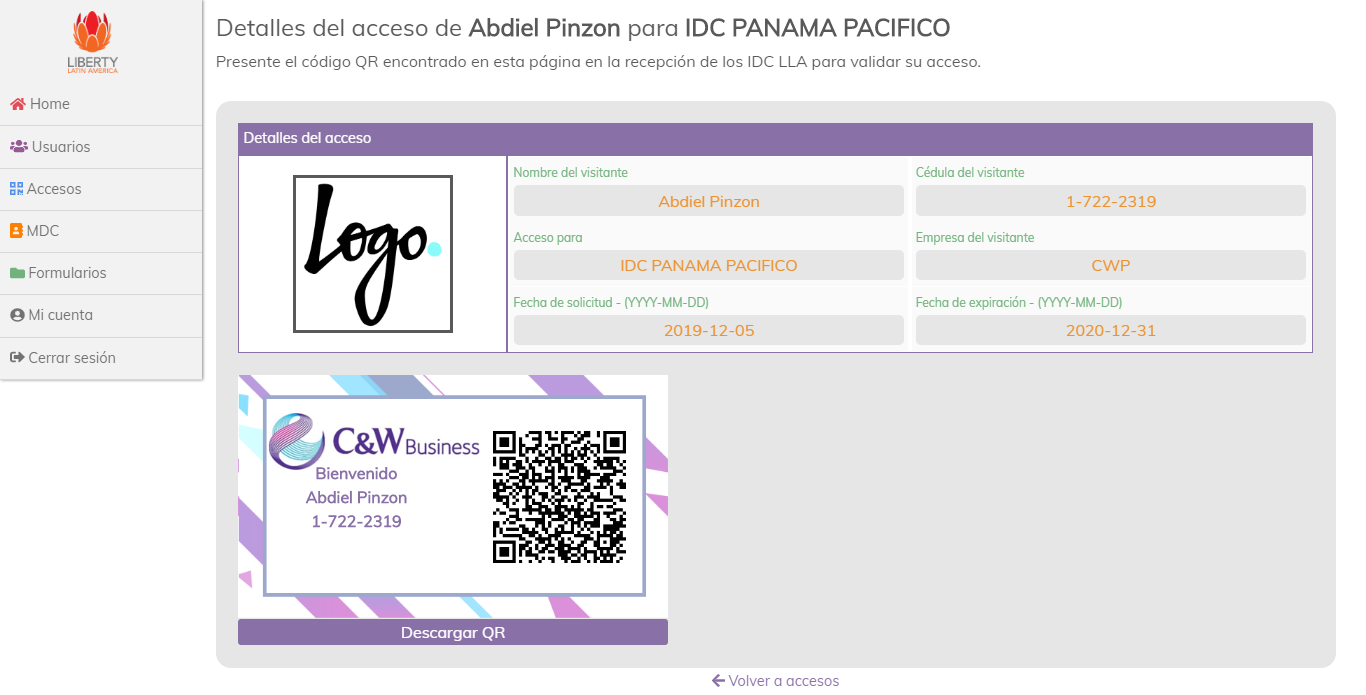 LIBERTY
LATIN AMERICA
Home
Usuarios
Accesos
MDC
Formularios
Mi cuenta
Cerrar sesión
Detalles del acceso de Abdiel Pinzon para IDC PANAMA PACIFICO
Presente el código QR encontrado en esta página en la recepción de los IDC LLA para validar su acceso.
Detalles del acceso
Logo.
Nombre del visitante
Abdiel Pinzon
Cédula del visitante
1-722-2319
Acceso para
IDC PANAMA PACIFICO
Empresa del visitante
CWP
Fecha de solicitud - (YYYY-MM-DD)
2019-12-05
Fecha de expiración - (YYYY-MM-DD)
2020-12-31
C&W Business
Bienvenido
Abdiel Pinzon
1-722-2319
Descargar QR
Volver a accesos